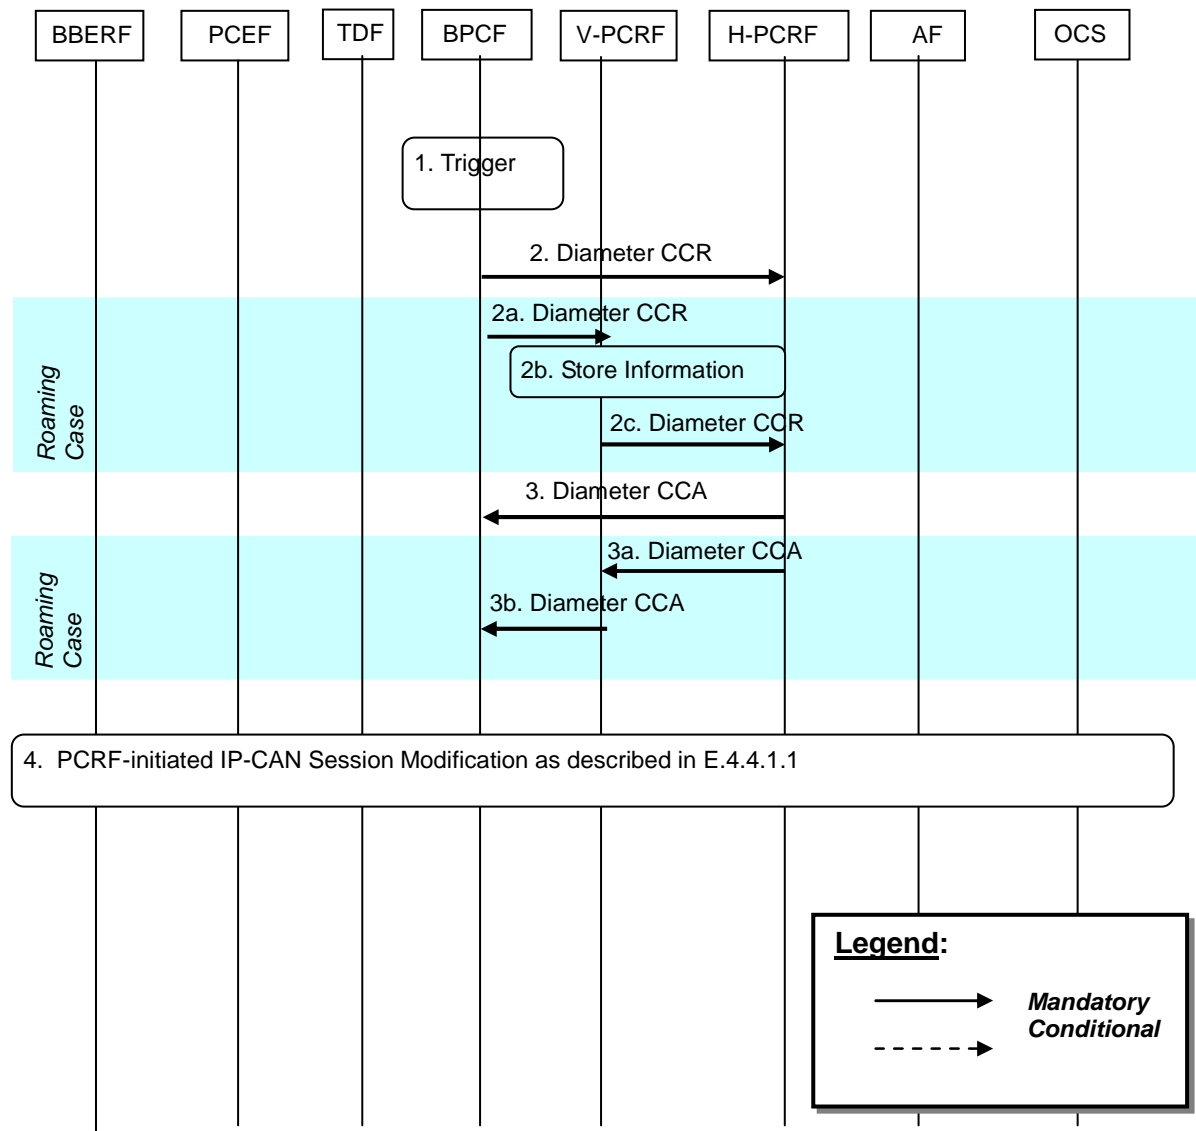 BBERF
PCEF
TDF
BPCF
V-PCRF
H-PCRF
AF
OCS
1. Trigger
2. Diameter CCR
2a. Diameter CCR
2b. Store Information
2c. Diameter CCR
Roaming
Case
3. Diameter CCA
3a. Diameter CCA
3b. Diameter CCA
Roaming
Case
4. PCRF-initiated IP-CAN Session Modification as described in E.4.4.1.1
Legend:
Mandatory
Conditional